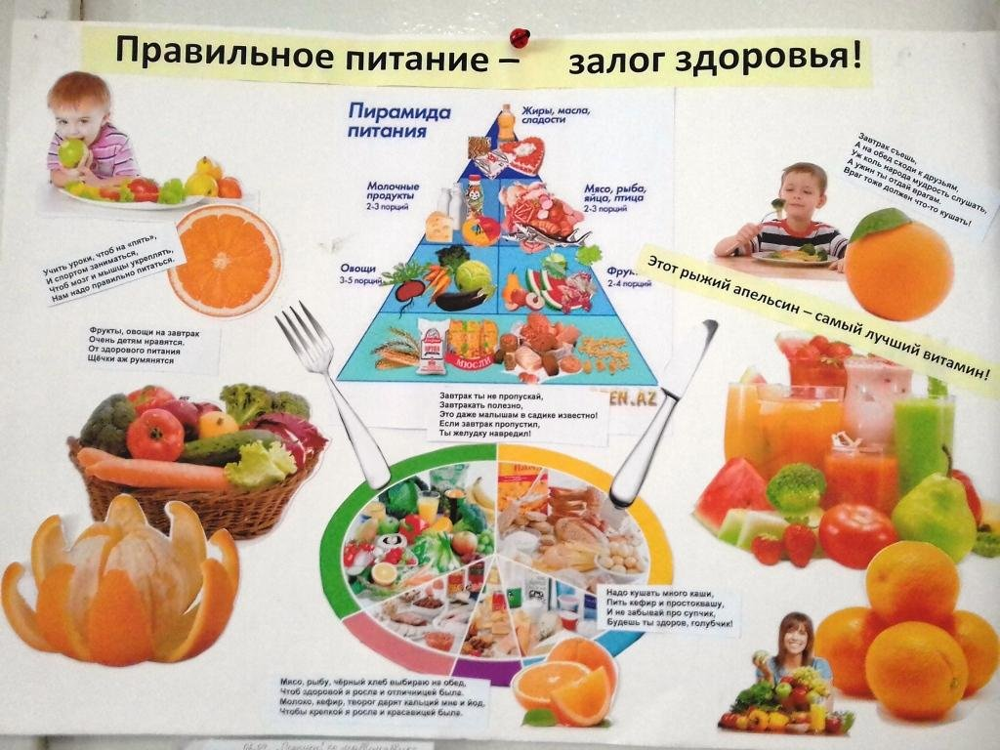 Правильное питание – залог здоровья!
Пирамида
питания
Жиры, масла,
сладости
Молочные
продукты
2-3 порций
Мясо, рыба,
яйца, птица
2-3 порций
Овощи
3-5 порций
Фрук
2-4 порций
МЮСЛИ
EN.AZ
Завтрак съешь,
А на обед сходи к друзьям,
Уж коль народа мудрость слушать,
А ужин ты отдай врагам.
Враг тоже должен что-то кушать!
Учить уроки, чтоб на «пять»,
И спортом заниматься,
Чтоб мозг и мышцы укреплять,
Нам надо правильно питаться.
Этот рыжий апельсин – самый лучший витамин!
Фрукты, овощи на завтрак
Очень детям нравятся.
От здорового питания
Щёчки аж румянятся
Завтрак ты не пропускай,
Завтракать полезно,
Это даже малышам в садике известно!
Если завтрак пропустил,
Ты желудку навредил!
Надо кушать много каши,
Пить кефир и простоквашу,
И не забывай про супчик,
Будешь ты здоров, голубчик!
Мясо, рыбу, чёрный хлеб выбираю на обед,
Чтоб здоровой я росла и отличницей была.
Молоко, кефир, творог дарят кальций мне и йод,
Чтобы крепкой я росла и красавицей была.